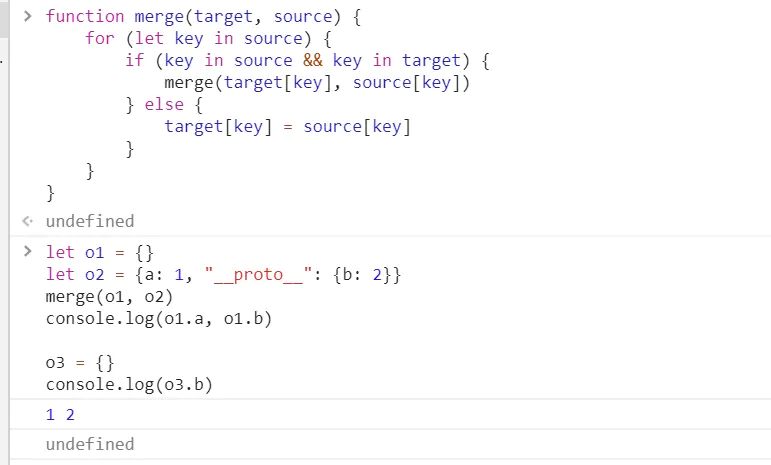 function merge(target, source) {
    for (let key in source) {
        if (key in source && key in target) {
            merge(target[key], source[key])
        } else {
            target[key] = source[key]
        }
    }
}
undefined
let o1 = {}
let o2 = {a: 1, "__proto__": {b: 2}}
merge(o1, o2)
console.log(o1.a, o1.b)

o3 = {}
console.log(o3.b)
1 2
undefined